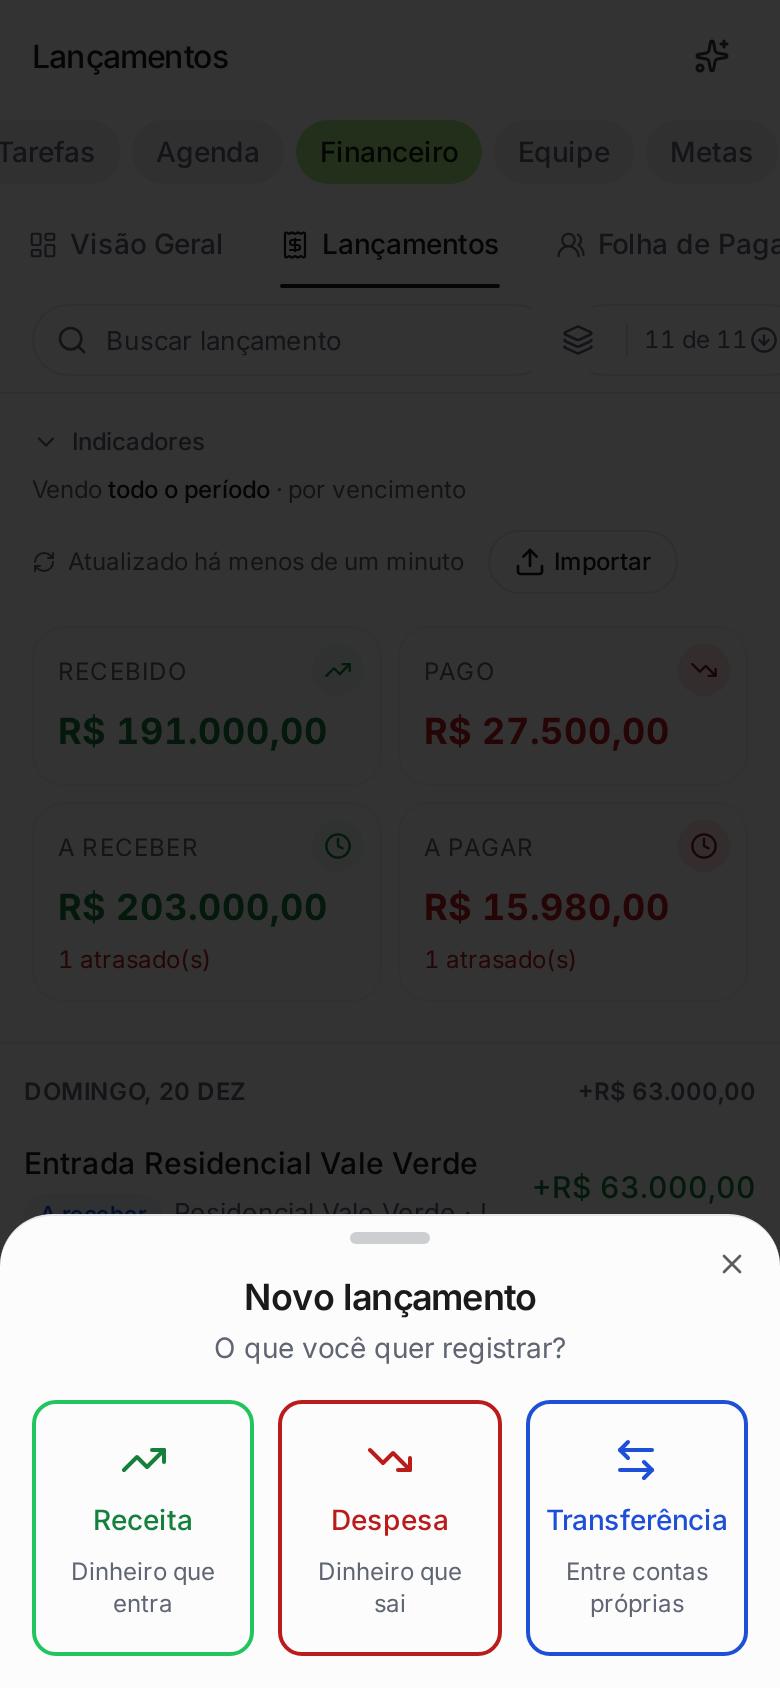 Lançamentos
Tarefas Agenda Financeiro Equipe Metas
Visão Geral Lançamentos Folha de Paga
Buscar lançamento 11 de 11
Indicadores
Vendo todo o período · por vencimento
Atualizado há menos de um minuto Importar
RECEBIDO PAGO
R$ 191.000,00 R$ 27.500,00
A RECEBER A PAGAR
R$ 203.000,00 R$ 15.980,00
1 atrasado(s) 1 atrasado(s)
DOMINGO, 20 DEZ +R$ 63.000,00
Entrada Residencial Vale Verde
+R$ 63.000,00
A receber Residencial Vale Verde ·
Novo lançamento
O que você quer registrar?
Receita Despesa Transferência
Dinheiro que Dinheiro que Entre contas
entra sai próprias